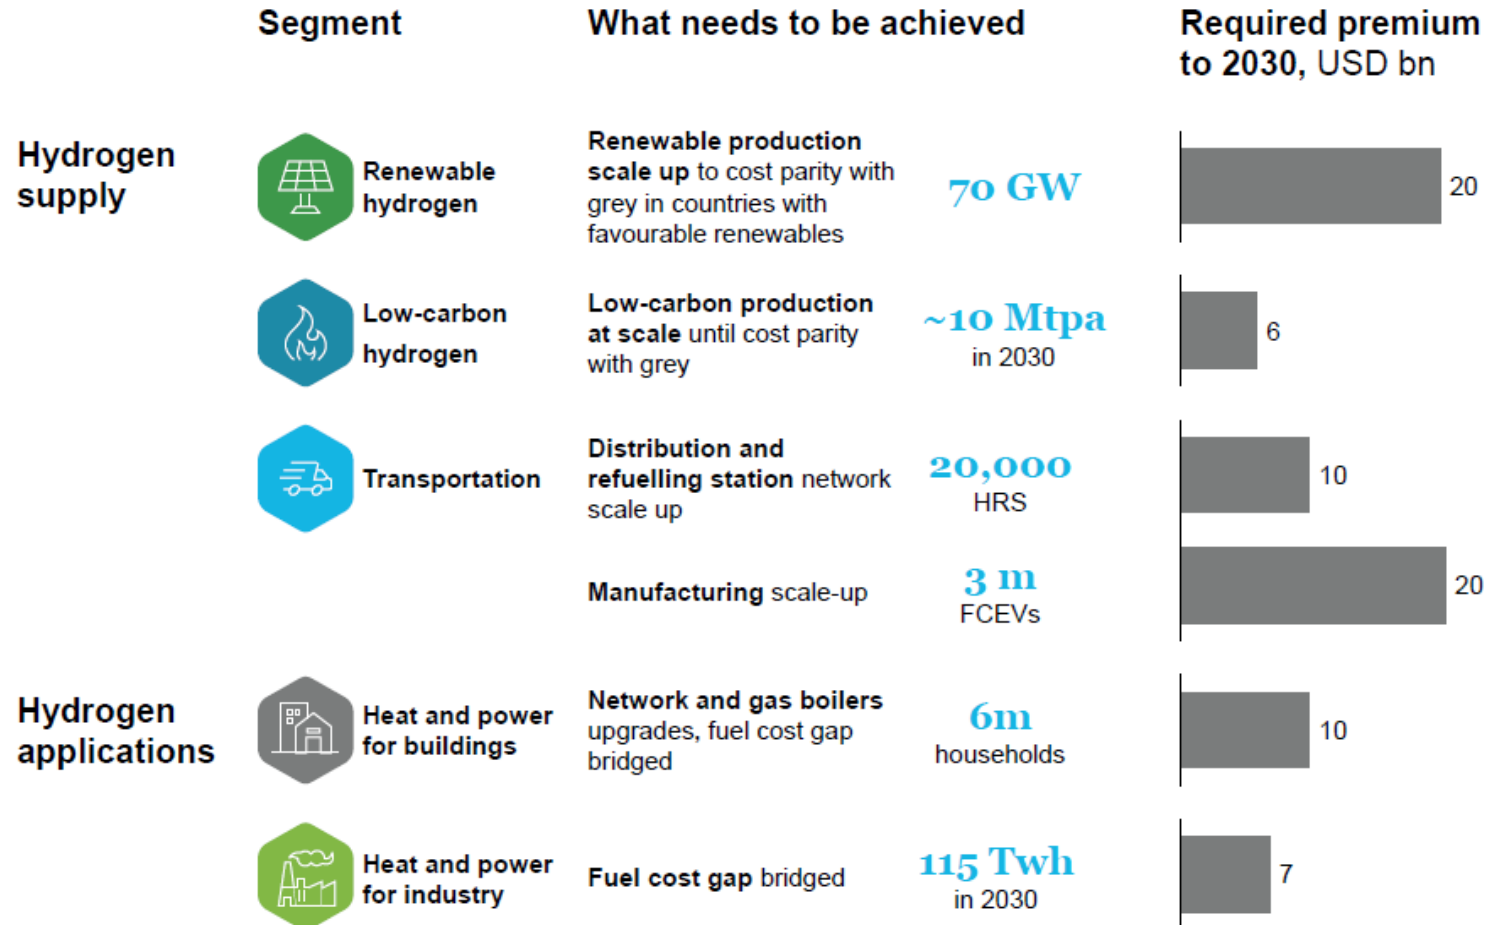 Segment
What needs to be achieved
Required premium
to 2030, USD bn
Hydrogen
supply
Renewable
hydrogen
Renewable production
scale up to cost parity with
grey in countries with
favourable renewables
70 GW
20
Low-carbon
hydrogen
Low-carbon production
at scale until cost parity
with grey
~10 Mtpa
in 2030
6
Transportation
Distribution and
refuelling station network
scale up
20,000
HRS
10
Manufacturing scale-up
3 m
FCEVs
20
Hydrogen
applications
Heat and power
for buildings
Network and gas boilers
upgrades, fuel cost gap
bridged
6m
households
10
Heat and power
for industry
Fuel cost gap bridged
115 Twh
in 2030
7